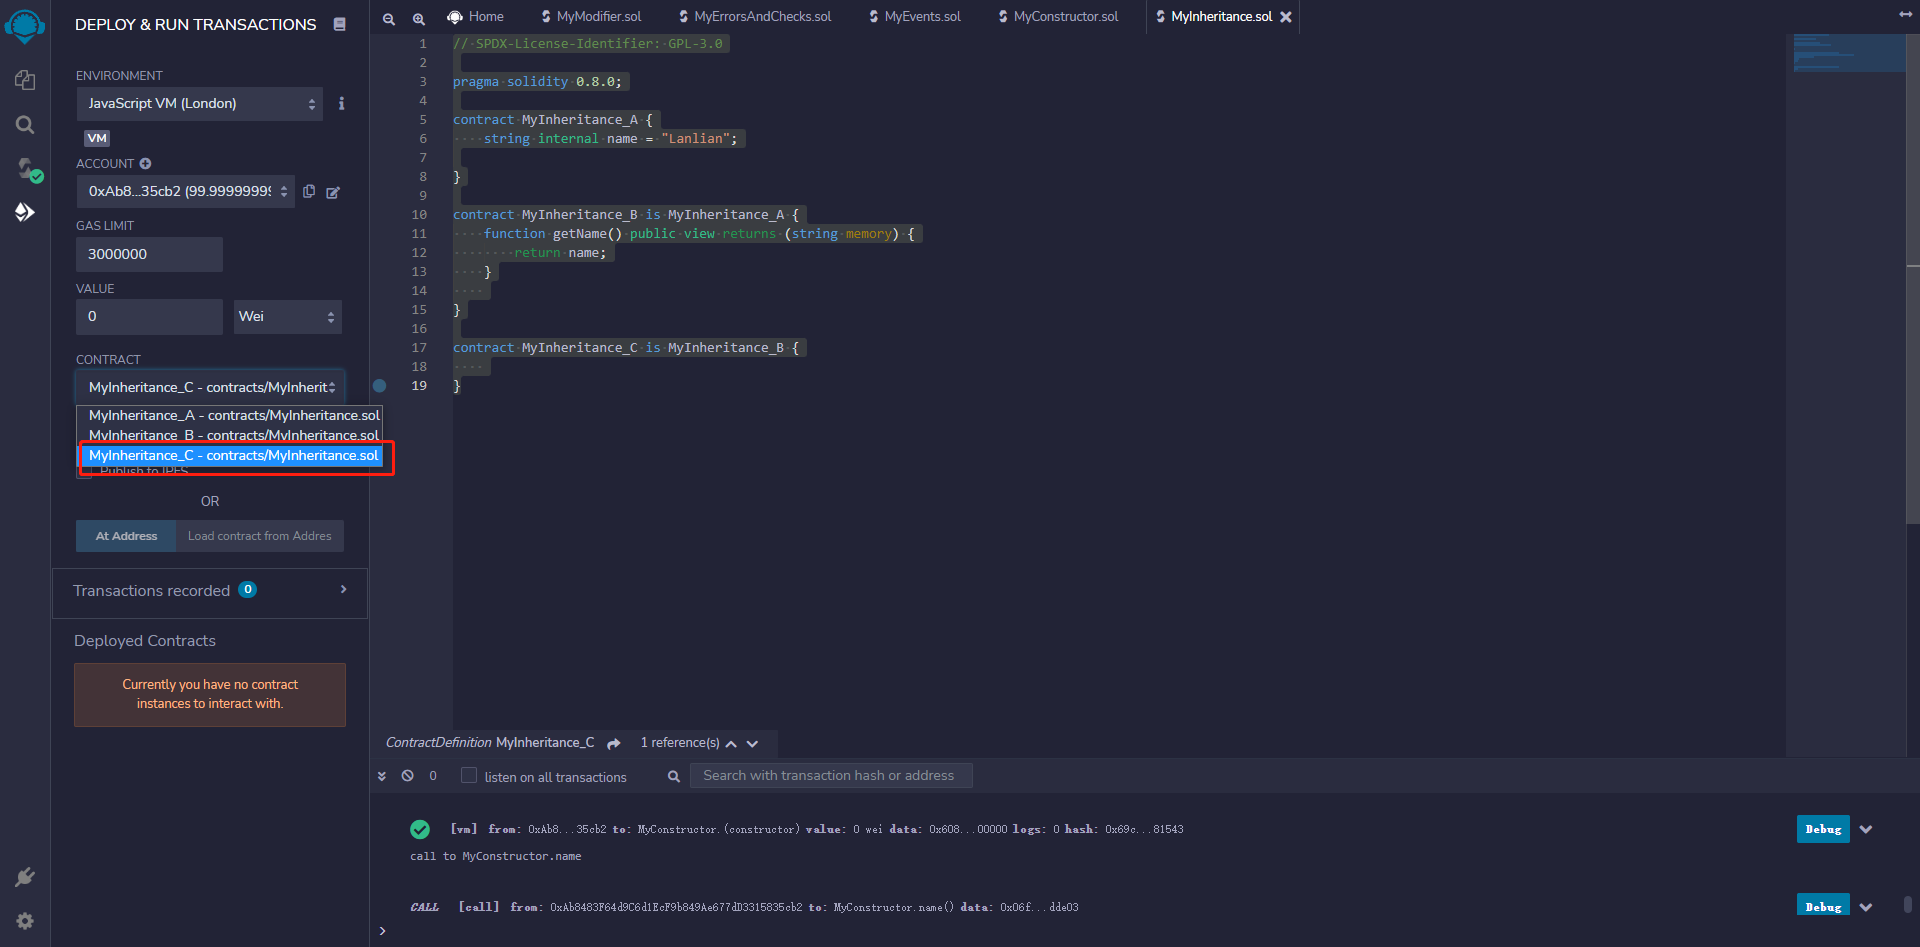 DEPLOY & RUN TRANSACTIONS
ENVIRONMENT
JavaScript VM (London)
VM
ACCOUNT
0xAb8...35cb2 (99.99999999
GAS LIMIT
3000000
VALUE
0
Wei
CONTRACT
MyInheritance_C - contracts/MyInherit
MyInheritance_A - contracts/MyInheritance.sol
MyInheritance_B - contracts/MyInheritance.sol
MyInheritance_C - contracts/MyInheritance.sol
Publish to IPFS
OR
At Address
Load contract from Addres
Transactions recorded 0
Deployed Contracts
Currently you have no contract
instances to interact with.
Home MyModifier.sol MyErrorsAndChecks.sol MyEvents.sol MyConstructor.sol MyInheritance.sol
1 // SPDX-License-Identifier: GPL-3.0
2
3 pragma solidity 0.8.0;
4
5 contract MyInheritance_A {
6 string internal name = "Lanlian";
7
8 }
9
10 contract MyInheritance_B is MyInheritance_A {
11 function getName() public view returns (string memory) {
12 return name;
13 }
14
15 }
16
17 contract MyInheritance_C is MyInheritance_B {
18
19 }
ContractDefinition MyInheritance_C 1 reference(s)
0 listen on all transactions Search with transaction hash or address
[vm] from: 0xAb8...35cb2 to: MyConstructor.(constructor) value: 0 wei data: 0x608...00000 logs: 0 hash: 0x69c...81543
Debug
call to MyConstructor.name
CALL [call] from: 0xAb8483F64d9C6d1EcF9b849Ae677dD3315835cb2 to: MyConstructor.name() data: 0x06f...dde03
Debug
>